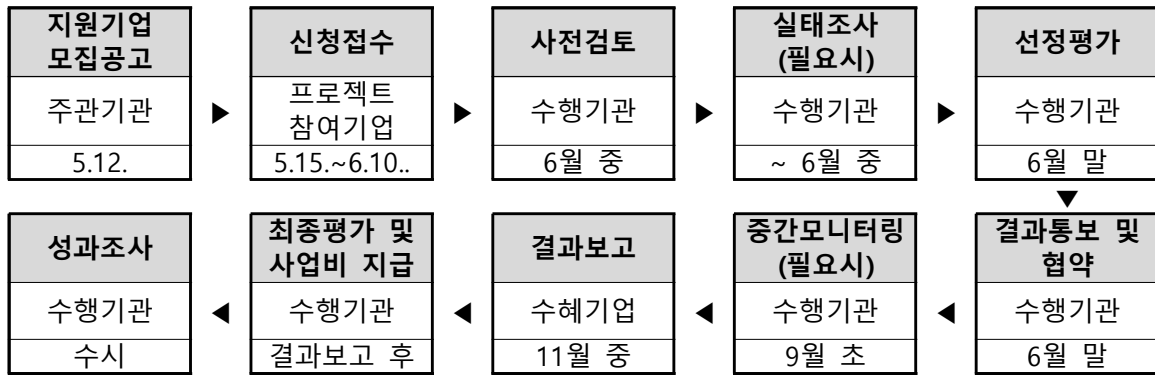 지원기업
모집공고
주관기관
5.12.
▶
신청접수
프로젝트
참여기업
5.15.~6.10..
▶
사전검토
수행기관
6월 중
▶
실태조사
(필요시)
수행기관
~ 6월 중
▶
선정평가
수행기관
6월 말
▼
결과통보 및
협약
수행기관
6월 말
◀
중간모니터링
(필요시)
수행기관
9월 초
◀
결과보고
수혜기업
11월 중
◀
최종평가 및
사업비 지급
수행기관
결과보고 후
◀
성과조사
수행기관
수시